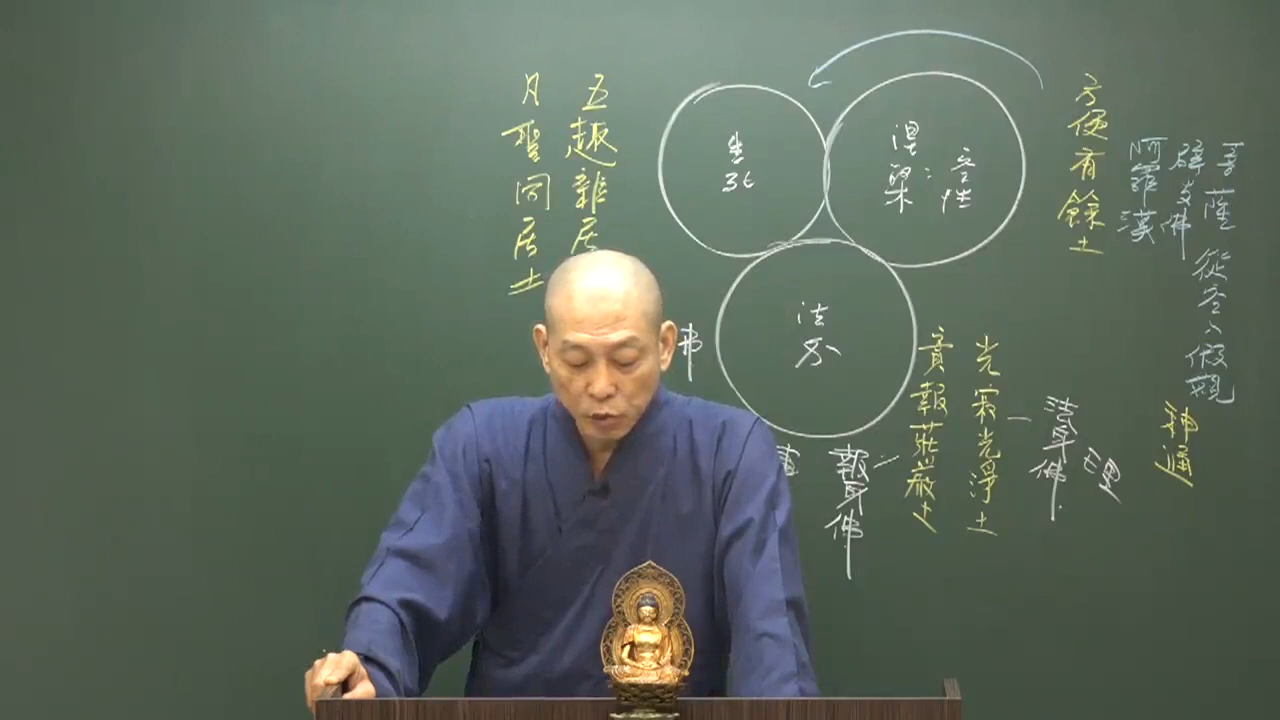 五趣雜居
凡聖同居土
生死
涅槃:空性
法界
方便有餘土
菩薩
辟支佛
阿羅漢
從空入假觀
神通
光
寂光淨土
實報莊嚴土
法身佛
理
報身佛